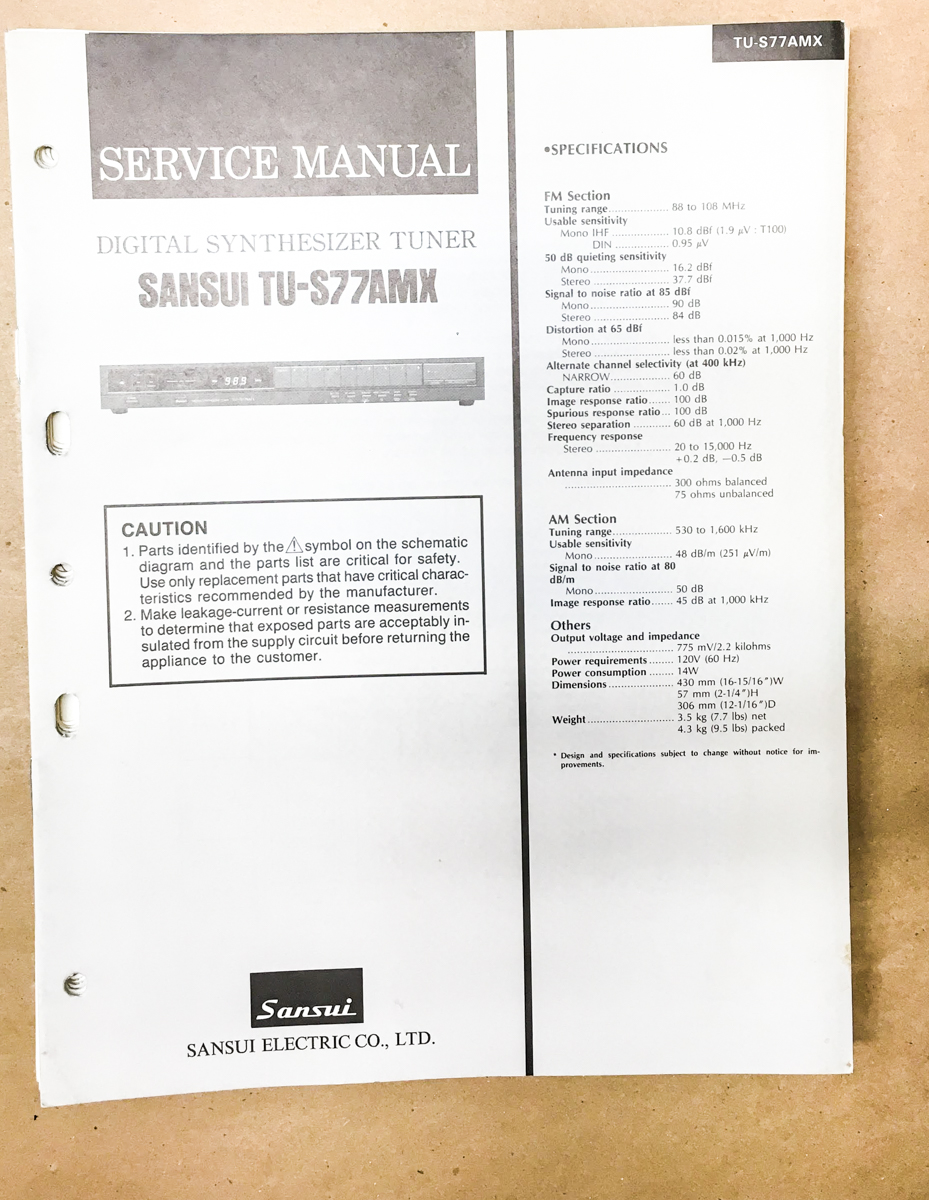 SERVICE MANUAL
DIGITAL SYNTHESIZER TUNER
SANSUI TU-S77AMX
989
CAUTION
1. Parts identified by the ⚠ symbol on the schematic
diagram and the parts list are critical for safety.
Use only replacement parts that have critical charac-
teristics recommended by the manufacturer.
2. Make leakage-current or resistance measurements
to determine that exposed parts are acceptably in-
sulated from the supply circuit before returning the
appliance to the customer.
Sansui
SANSUI ELECTRIC CO., LTD.
TU-S77AMX
•SPECIFICATIONS
FM Section
Tuning range................... 88 to 108 MHz
Usable sensitivity
Mono IHF .................. 10.8 dBf (1.9 μV : T100)
DIN ................. 0.95 μV
50 dB quieting sensitivity
Mono......................... 16.2 dBf
Stereo ........................ 37.7 dBf
Signal to noise ratio at 85 dBf
Mono......................... 90 dB
Stereo ........................ 84 dB
Distortion at 65 dBf
Mono......................... less than 0.015% at 1,000 Hz
Stereo ........................ less than 0.02% at 1,000 Hz
Alternate channel selectivity (at 400 kHz)
NARROW................... 60 dB
Capture ratio .................. 1.0 dB
Image response ratio....... 100 dB
Spurious response ratio... 100 dB
Stereo separation ............ 60 dB at 1,000 Hz
Frequency response
Stereo ........................ 20 to 15,000 Hz
+0.2 dB, −0.5 dB
Antenna input impedance
.................................. 300 ohms balanced
75 ohms unbalanced
AM Section
Tuning range................... 530 to 1,600 kHz
Usable sensitivity
Mono......................... 48 dB/m (251 μV/m)
Signal to noise ratio at 80
dB/m
Mono......................... 50 dB
Image response ratio....... 45 dB at 1,000 kHz
Others
Output voltage and impedance
.................................. 775 mV/2.2 kilohms
Power requirements ........ 120V (60 Hz)
Power consumption ........ 14W
Dimensions ..................... 430 mm (16-15/16″)W
57 mm (2-1/4″)H
306 mm (12-1/16″)D
Weight ........................... 3.5 kg (7.7 lbs) net
4.3 kg (9.5 lbs) packed
* Design and specifications subject to change without notice for im-
provements.